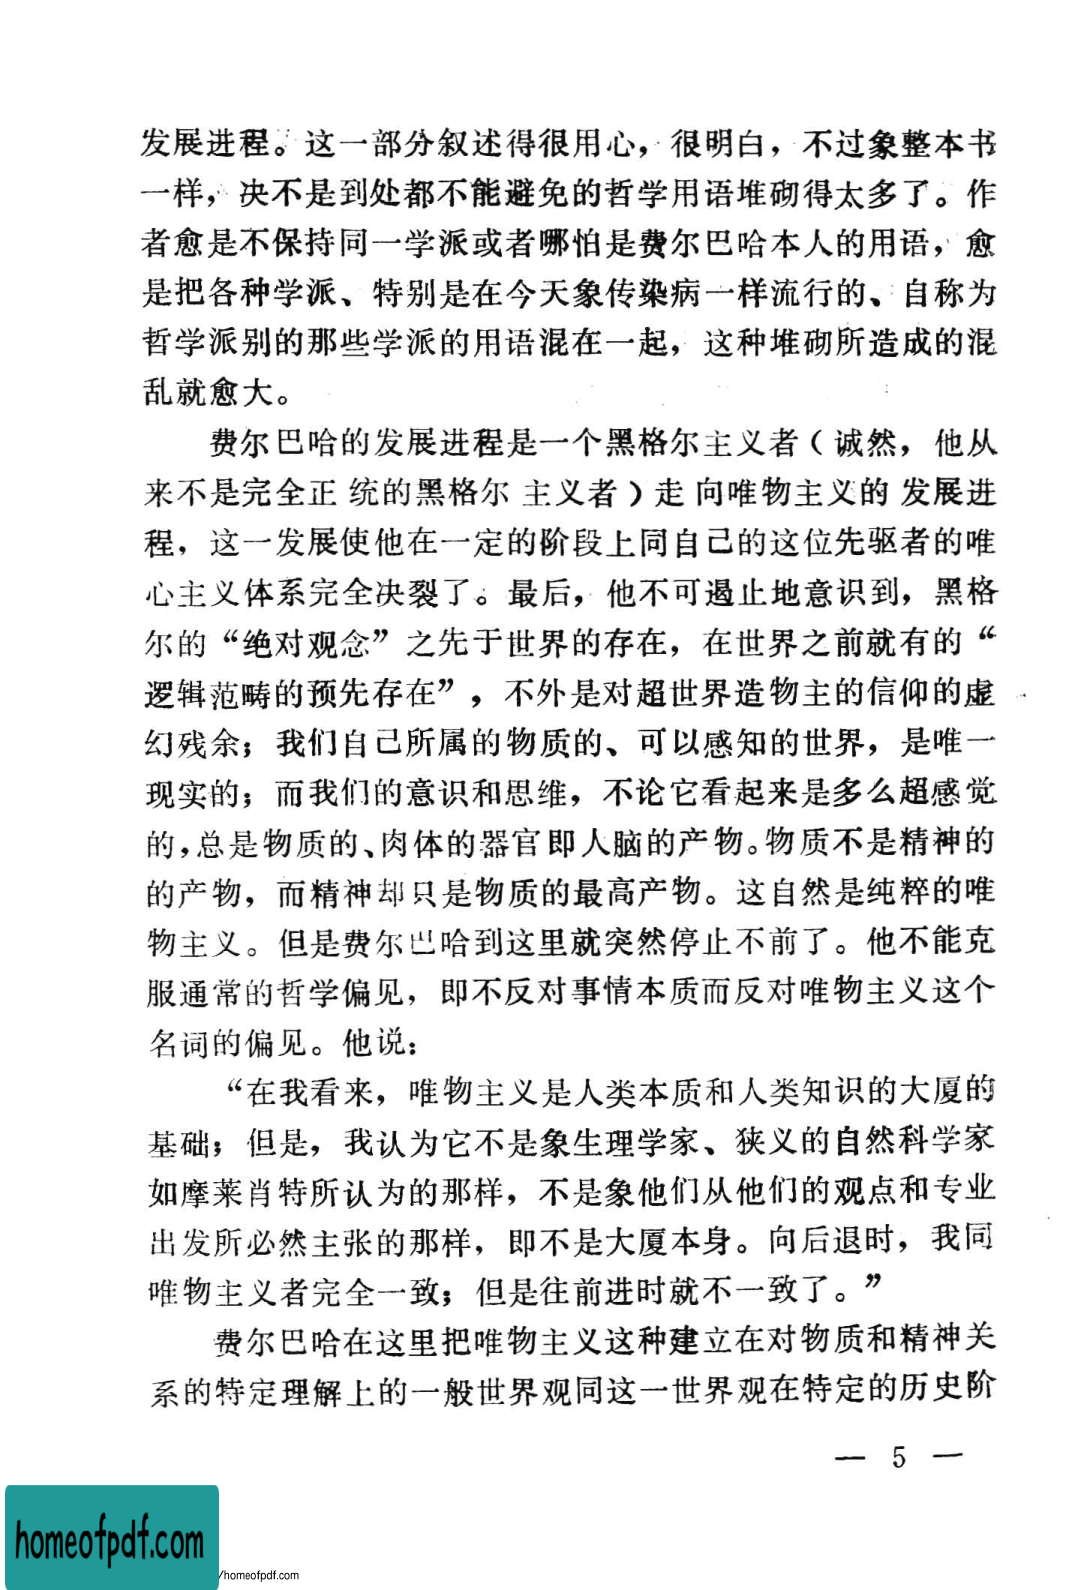 发展进程。这一部分叙述得很用心，很明白，不过象整本书
一样，决不是到处都不能避免的哲学用语堆砌得太多了。作
者愈是不保持同一学派或者哪怕是费尔巴哈本人的用语，愈
是把各种学派、特别是在今天象传染病一样流行的、自称为
哲学派别的那些学派的用语混在一起，这种堆砌所造成的混
乱就愈大。
费尔巴哈的发展进程是一个黑格尔主义者（诚然，他从
来不是完全正统的黑格尔主义者）走向唯物主义的发展进
程，这一发展使他在一定的阶段上同自己的这位先驱者的唯
心主义体系完全决裂了。最后，他不可遏止地意识到，黑格
尔的“绝对观念”之先于世界的存在，在世界之前就有的“
逻辑范畴的预先存在”，不外是对超世界造物主的信仰的虚
幻残余；我们自己所属的物质的、可以感知的世界，是唯一
现实的；而我们的意识和思维，不论它看起来是多么超感觉
的，总是物质的、肉体的器官即人脑的产物。物质不是精神的
的产物，而精神却只是物质的最高产物。这自然是纯粹的唯
物主义。但是费尔巴哈到这里就突然停止不前了。他不能克
服通常的哲学偏见，即不反对事情本质而反对唯物主义这个
名词的偏见。他说：
“在我看来，唯物主义是人类本质和人类知识的大厦的
基础；但是，我认为它不是象生理学家、狭义的自然科学家
如摩莱肖特所认为的那样，不是象他们从他们的观点和专业
出发所必然主张的那样，即不是大厦本身。向后退时，我同
唯物主义者完全一致；但是往前进时就不一致了。”
费尔巴哈在这里把唯物主义这种建立在对物质和精神关
系的特定理解上的一般世界观同这一世界观在特定的历史阶
— 5 —
homeofpdf.com
/homeofpdf.com